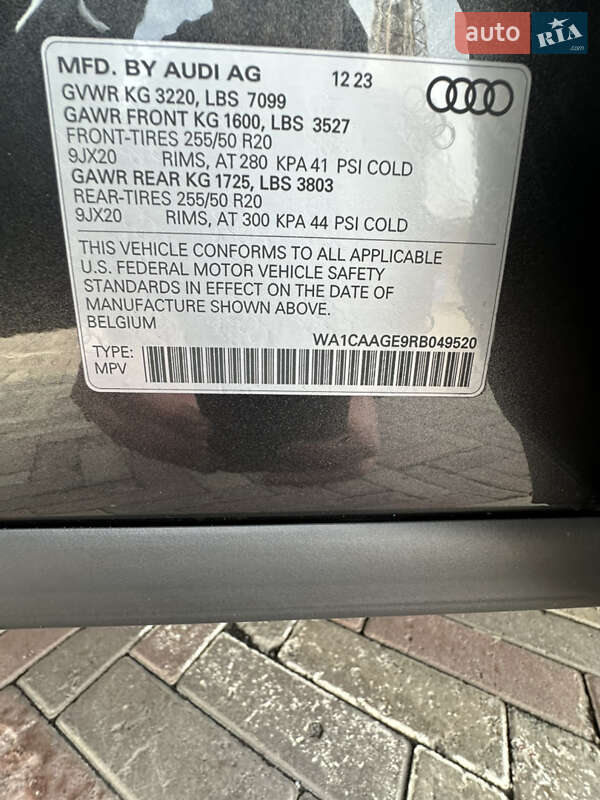 auto RIA
.com
MFD. BY AUDI AG 12 23
GVWR KG 3220, LBS 7099
GAWR FRONT KG 1600, LBS 3527
FRONT-TIRES 255/50 R20
9JX20 RIMS, AT 280 KPA 41 PSI COLD
GAWR REAR KG 1725, LBS 3803
REAR-TIRES 255/50 R20
9JX20 RIMS, AT 300 KPA 44 PSI COLD
THIS VEHICLE CONFORMS TO ALL APPLICABLE
U.S. FEDERAL MOTOR VEHICLE SAFETY
STANDARDS IN EFFECT ON THE DATE OF
MANUFACTURE SHOWN ABOVE.
BELGIUM
WA1CAAGE9RB049520
TYPE:
MPV